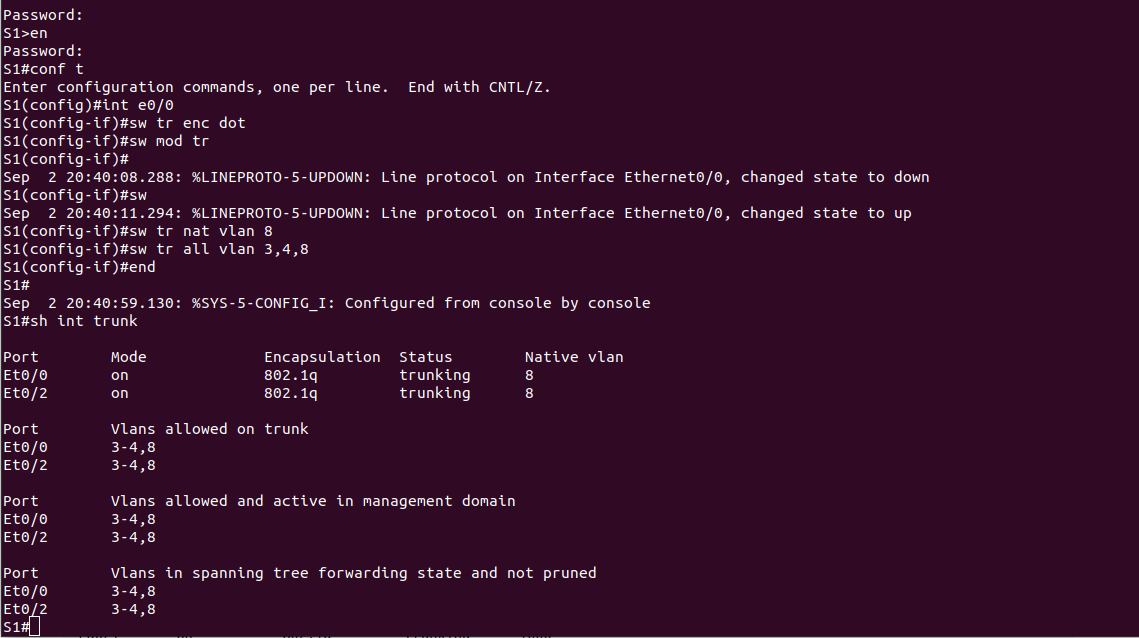 Password:
S1>en
Password:
S1#conf t
Enter configuration commands, one per line.  End with CNTL/Z.
S1(config)#int e0/0
S1(config-if)#sw tr enc dot
S1(config-if)#sw mod tr
S1(config-if)#
Sep  2 20:40:08.288: %LINEPROTO-5-UPDOWN: Line protocol on Interface Ethernet0/0, changed state to down
S1(config-if)#sw
Sep  2 20:40:11.294: %LINEPROTO-5-UPDOWN: Line protocol on Interface Ethernet0/0, changed state to up
S1(config-if)#sw tr nat vlan 8
S1(config-if)#sw tr all vlan 3,4,8
S1(config-if)#end
S1#
Sep  2 20:40:59.130: %SYS-5-CONFIG_I: Configured from console by console
S1#sh int trunk
Port        Mode             Encapsulation  Status        Native vlan
Et0/0       on               802.1q         trunking      8
Et0/2       on               802.1q         trunking      8
Port        Vlans allowed on trunk
Et0/0       3-4,8
Et0/2       3-4,8
Port        Vlans allowed and active in management domain
Et0/0       3-4,8
Et0/2       3-4,8
Port        Vlans in spanning tree forwarding state and not pruned
Et0/0       3-4,8
Et0/2       3-4,8
S1#